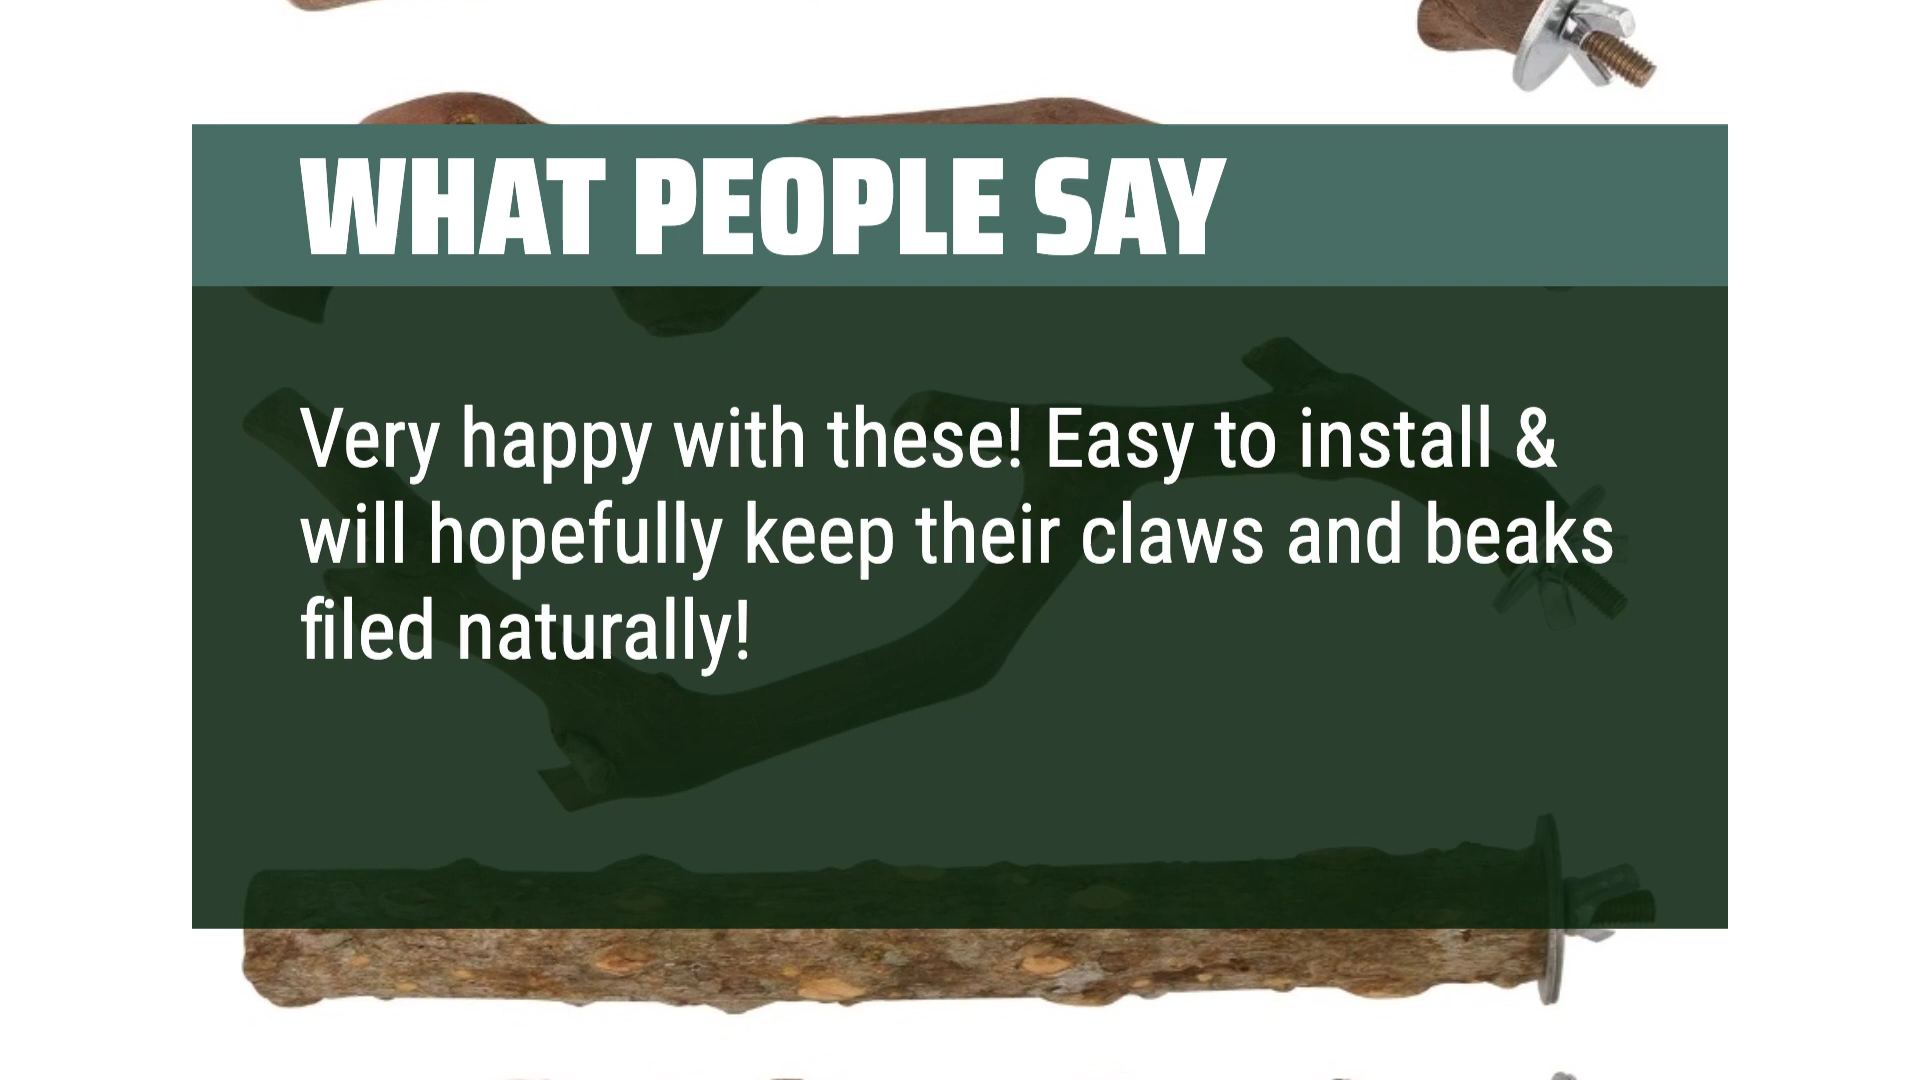 WHAT PEOPLE SAY
Very happy with these! Easy to install &
will hopefully keep their claws and beaks
filed naturally!